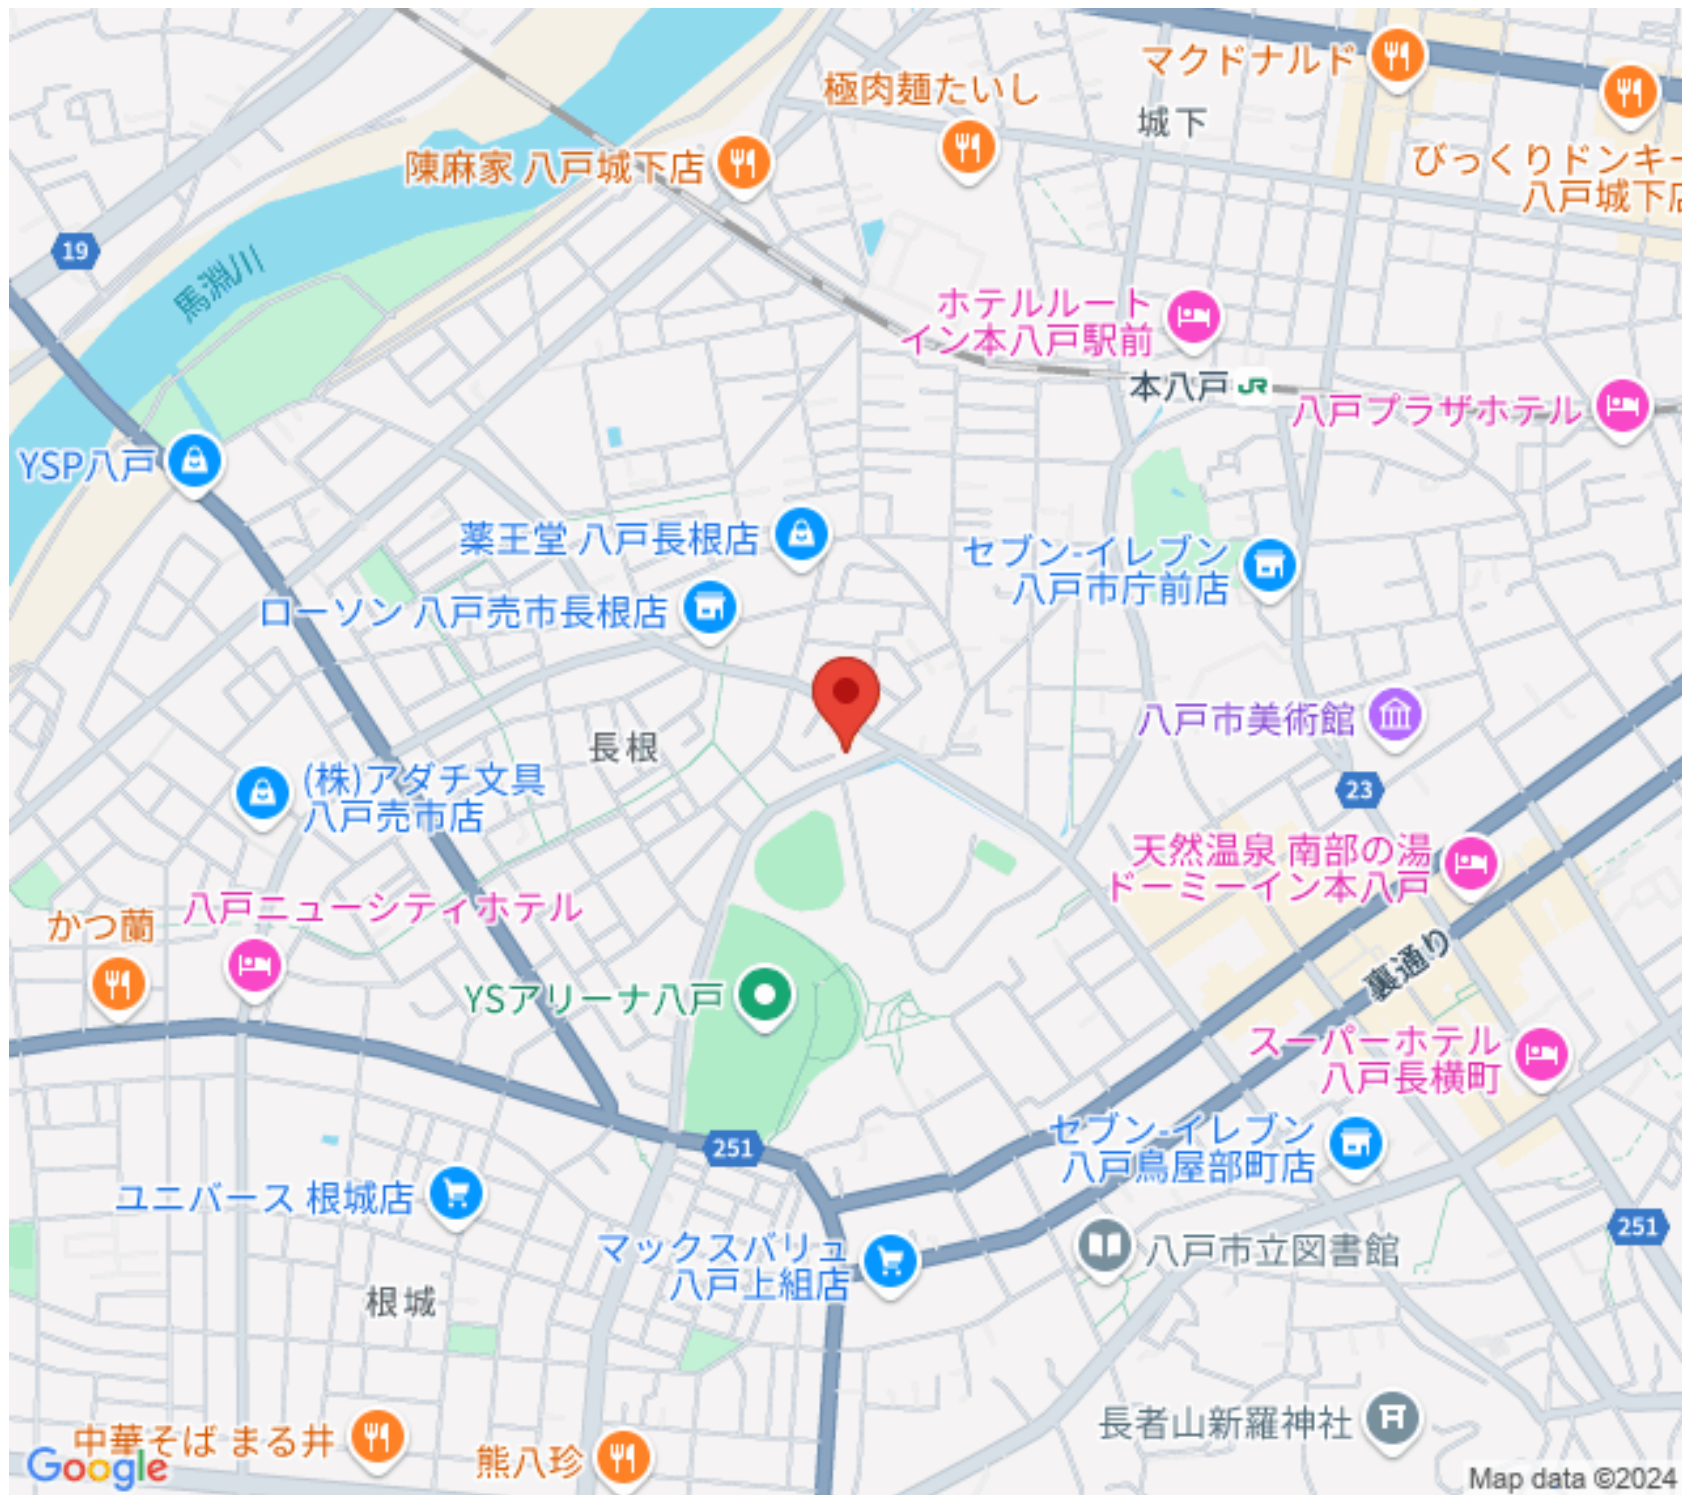 マクドナルド
極肉麺たいし
城下
陳麻家 八戸城下店
びっくりドンキー
八戸城下店
19
馬淵川
ホテルルート
イン本八戸駅前
本八戸
JR
八戸プラザホテル
YSP八戸
薬王堂 八戸長根店
セブン-イレブン
八戸市庁前店
ローソン 八戸売市長根店
八戸市美術館
長根
(株)アダチ文具
八戸売市店
23
天然温泉 南部の湯
ドーミーイン本八戸
八戸ニューシティホテル
かつ蘭
裏通り
YSアリーナ八戸
スーパーホテル
八戸長横町
セブン-イレブン
八戸鳥屋部町店
251
ユニバース 根城店
251
マックスバリュ
八戸上組店
八戸市立図書館
根城
長者山新羅神社
中華そば まる井
熊八珍
Google
Map data ©2024